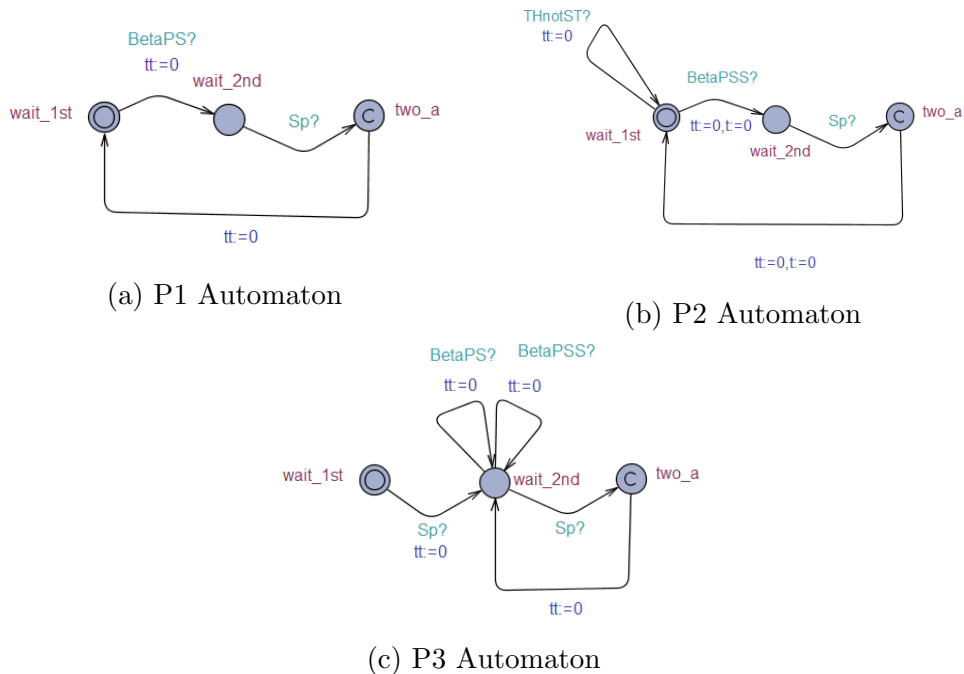 BetaPS?
tt:=0
wait_2nd
wait_1st
Sp?
C
two_a
tt:=0
(a) P1 Automaton
THnotST?
tt:=0
BetaPSS?
tt:=0,t:=0
wait_1st
wait_2nd
Sp?
C
two_a
tt:=0,t:=0
(b) P2 Automaton
BetaPS?
BetaPSS?
tt:=0
tt:=0
wait_1st
wait_2nd
C
two_a
Sp?
tt:=0
Sp?
tt:=0
(c) P3 Automaton